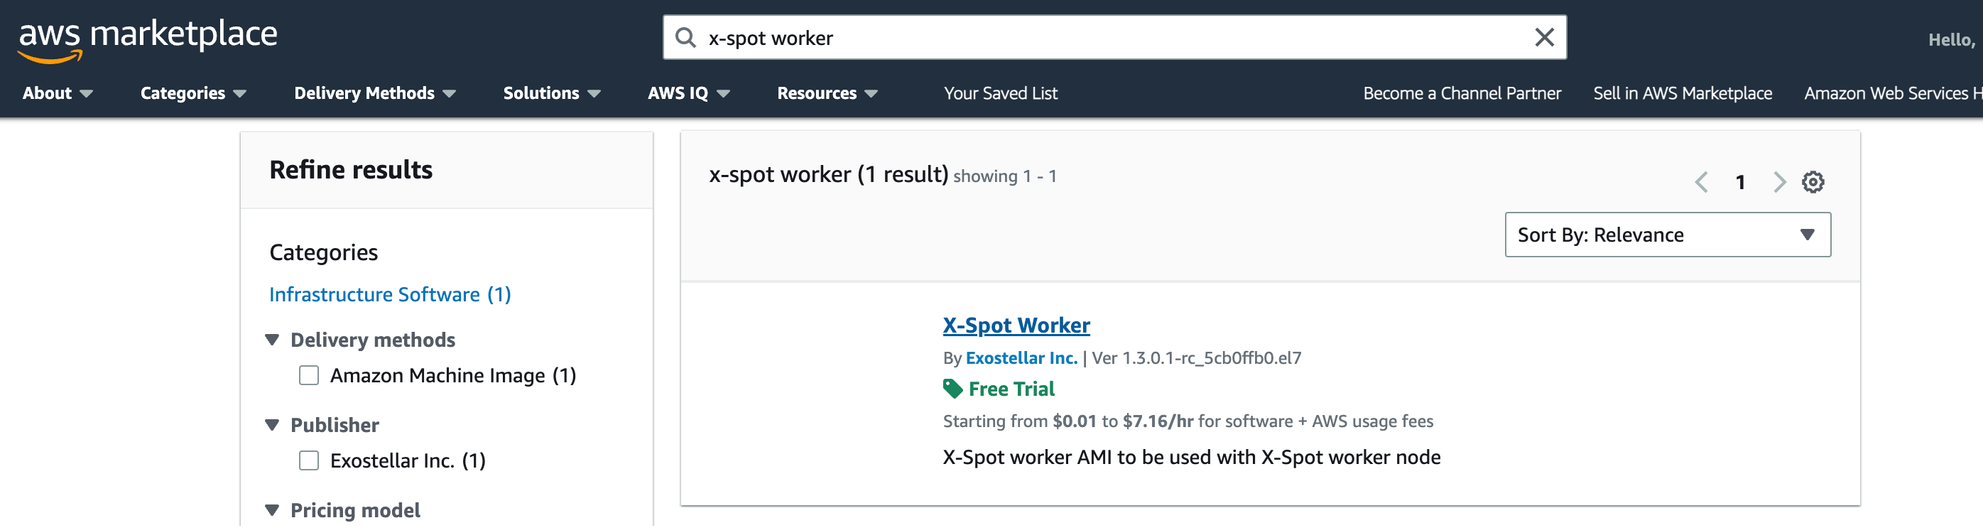 aws marketplace
x-spot worker
Hello,
About
Categories
Delivery Methods
Solutions
AWS IQ
Resources
Your Saved List
Become a Channel Partner
Sell in AWS Marketplace
Amazon Web Services H
Refine results
Categories
Infrastructure Software (1)
Delivery methods
Amazon Machine Image (1)
Publisher
Exostellar Inc. (1)
Pricing model
x-spot worker (1 result) showing 1 - 1
1
Sort By: Relevance
X-Spot Worker
By Exostellar Inc. | Ver 1.3.0.1-rc_5cb0ffb0.el7
Free Trial
Starting from $0.01 to $7.16/hr for software + AWS usage fees
X-Spot worker AMI to be used with X-Spot worker node